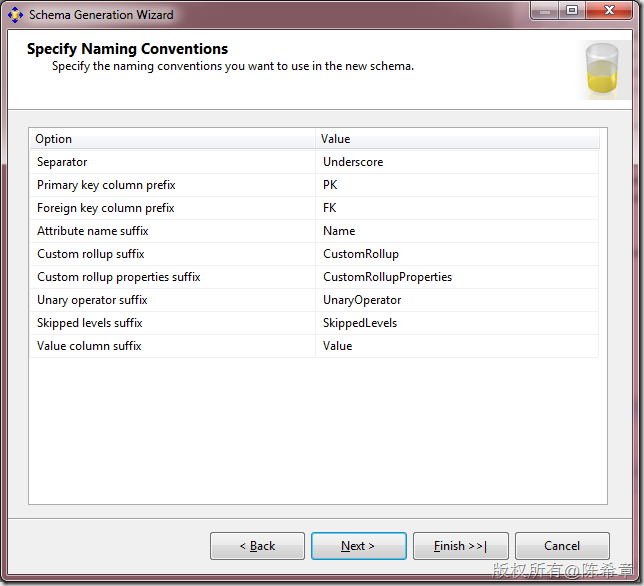 Schema Generation Wizard
Specify Naming Conventions
Specify the naming conventions you want to use in the new schema.
Option Value
Separator Underscore
Primary key column prefix PK
Foreign key column prefix FK
Attribute name suffix Name
Custom rollup suffix CustomRollup
Custom rollup properties suffix CustomRollupProperties
Unary operator suffix UnaryOperator
Skipped levels suffix SkippedLevels
Value column suffix Value
< Back Next > Finish >>| Cancel
版权所有@陈希章